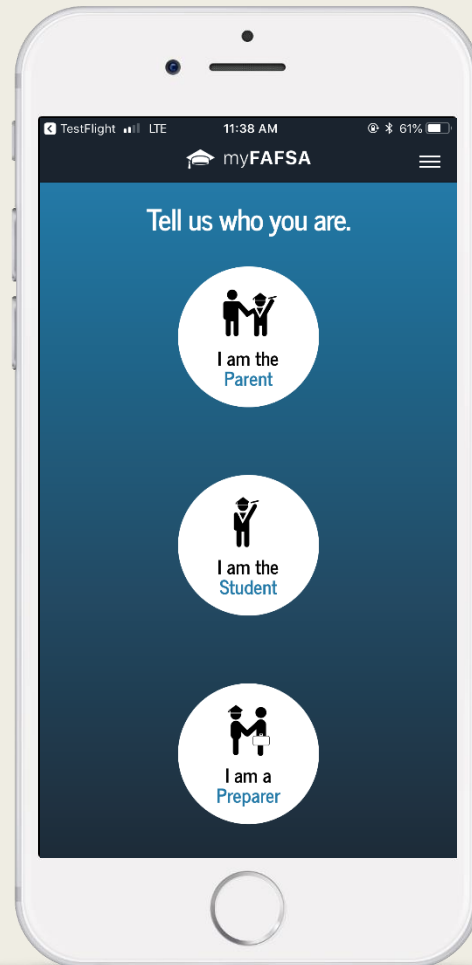 TestFlight LTE 11:38 AM 61%
myFAFSA
Tell us who you are.
I am the
Parent
I am the
Student
I am a
Preparer